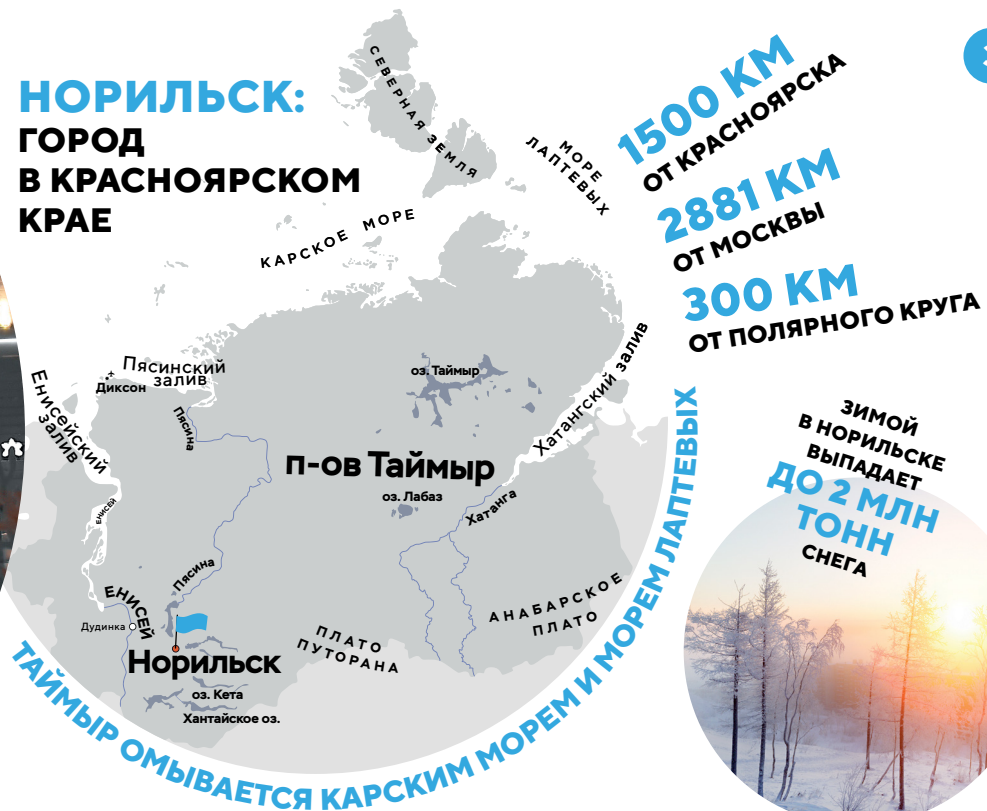 НОРИЛЬСК:
ГОРОД
В КРАСНОЯРСКОМ
КРАЕ
СЕВЕРНАЯ ЗЕМЛЯ
МОРЕ
ЛАПТЕВЫХ
КАРСКОЕ МОРЕ
1500 КМ
ОТ КРАСНОЯРСКА
2881 КМ
ОТ МОСКВЫ
300 КМ
ОТ ПОЛЯРНОГО КРУГА
Пясинский
залив
Диксон
Енисейский
залив
Пясина
оз. Таймыр
Хатангский залив
п-ов Таймыр
оз. Лабаз
Хатанга
ЕНИСЕЙ
Пясина
ЕНИСЕЙ
Дудинка
Норильск
ПЛАТО
ПУТОРАНА
АНАБАРСКОЕ
ПЛАТО
оз. Кета
Хантайское оз.
ТАЙМЫР ОМЫВАЕТСЯ КАРСКИМ МОРЕМ И МОРЕМ ЛАПТЕВЫХ
ЗИМОЙ
В НОРИЛЬСКЕ
ВЫПАДАЕТ
ДО 2 МЛН
ТОНН
СНЕГА